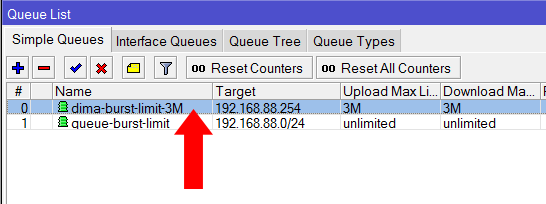 Queue List
Simple Queues Interface Queues Queue Tree Queue Types
00 Reset Counters 00 Reset All Counters
# Name Target Upload Max Li... Download Ma...
0 dima-burst-limit-3M 192.168.88.254 3M 3M
1 queue-burst-limit 192.168.88.0/24 unlimited unlimited